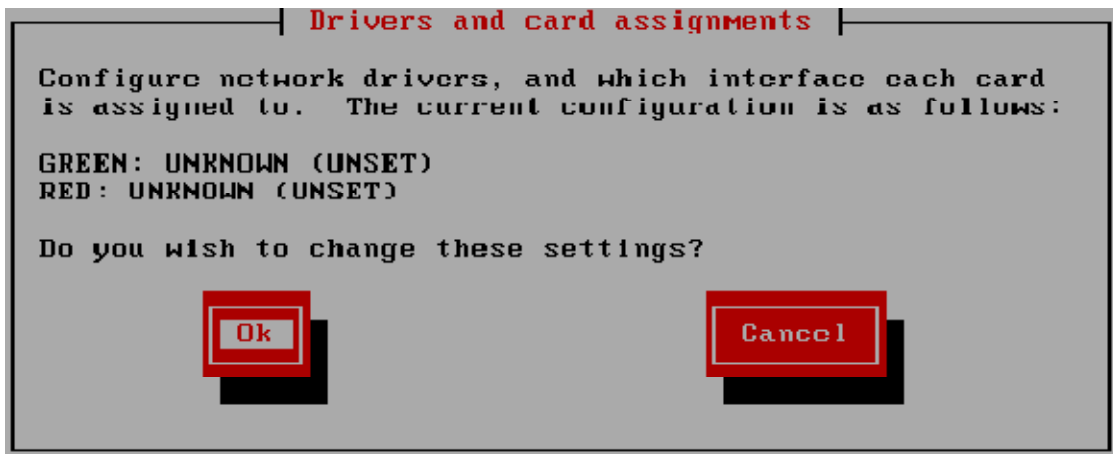 Drivers and card assignments
Configure network drivers, and which interface each card
is assigned to. The current configuration is as follows:
GREEN: UNKNOWN (UNSET)
RED: UNKNOWN (UNSET)
Do you wish to change these settings?
Ok
Cancel